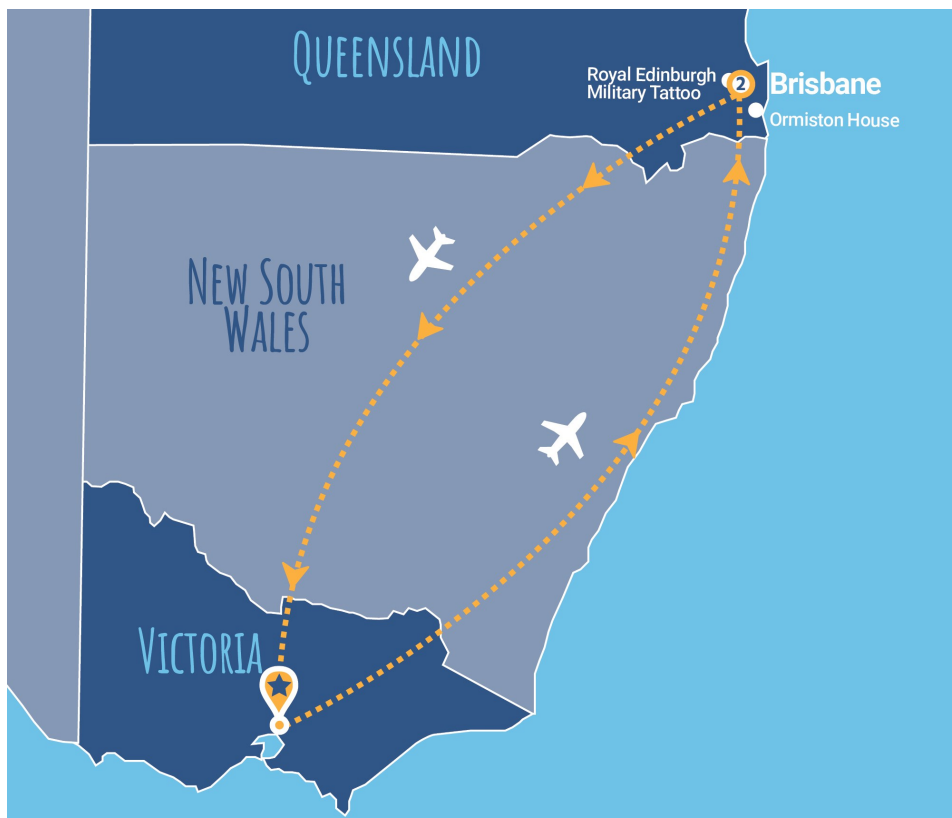 QUEENSLAND
Royal Edinburgh
Military Tattoo
2
Brisbane
Ormiston House
NEW SOUTH
WALES
VICTORIA